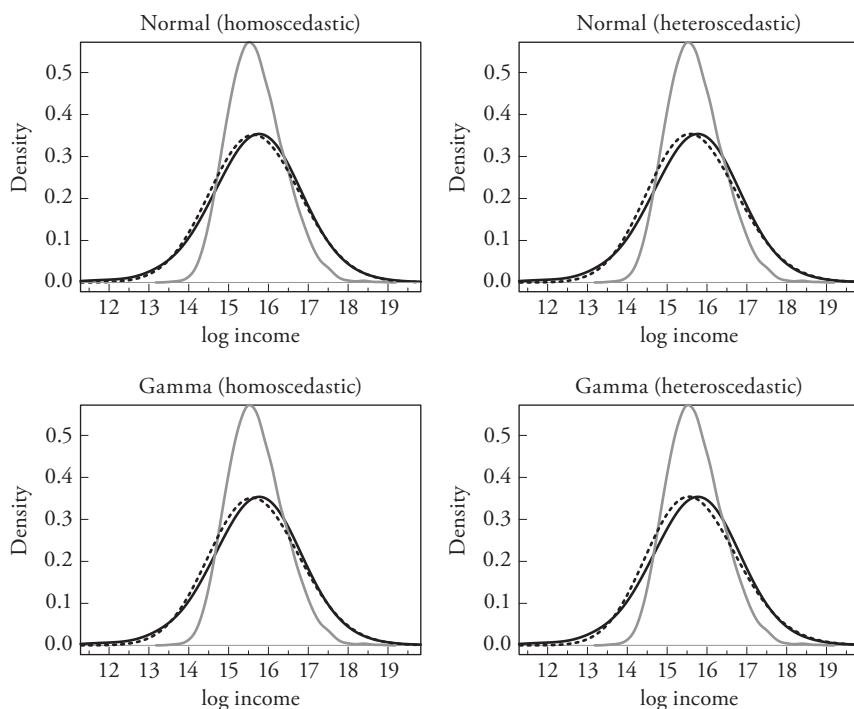 Normal (homoscedastic)
Density
0.5
0.4
0.3
0.2
0.1
0.0
12 13 14 15 16 17 18 19
log income
Normal (heteroscedastic)
Density
0.5
0.4
0.3
0.2
0.1
0.0
12 13 14 15 16 17 18 19
log income
Gamma (homoscedastic)
Density
0.5
0.4
0.3
0.2
0.1
0.0
12 13 14 15 16 17 18 19
log income
Gamma (heteroscedastic)
Density
0.5
0.4
0.3
0.2
0.1
0.0
12 13 14 15 16 17 18 19
log income